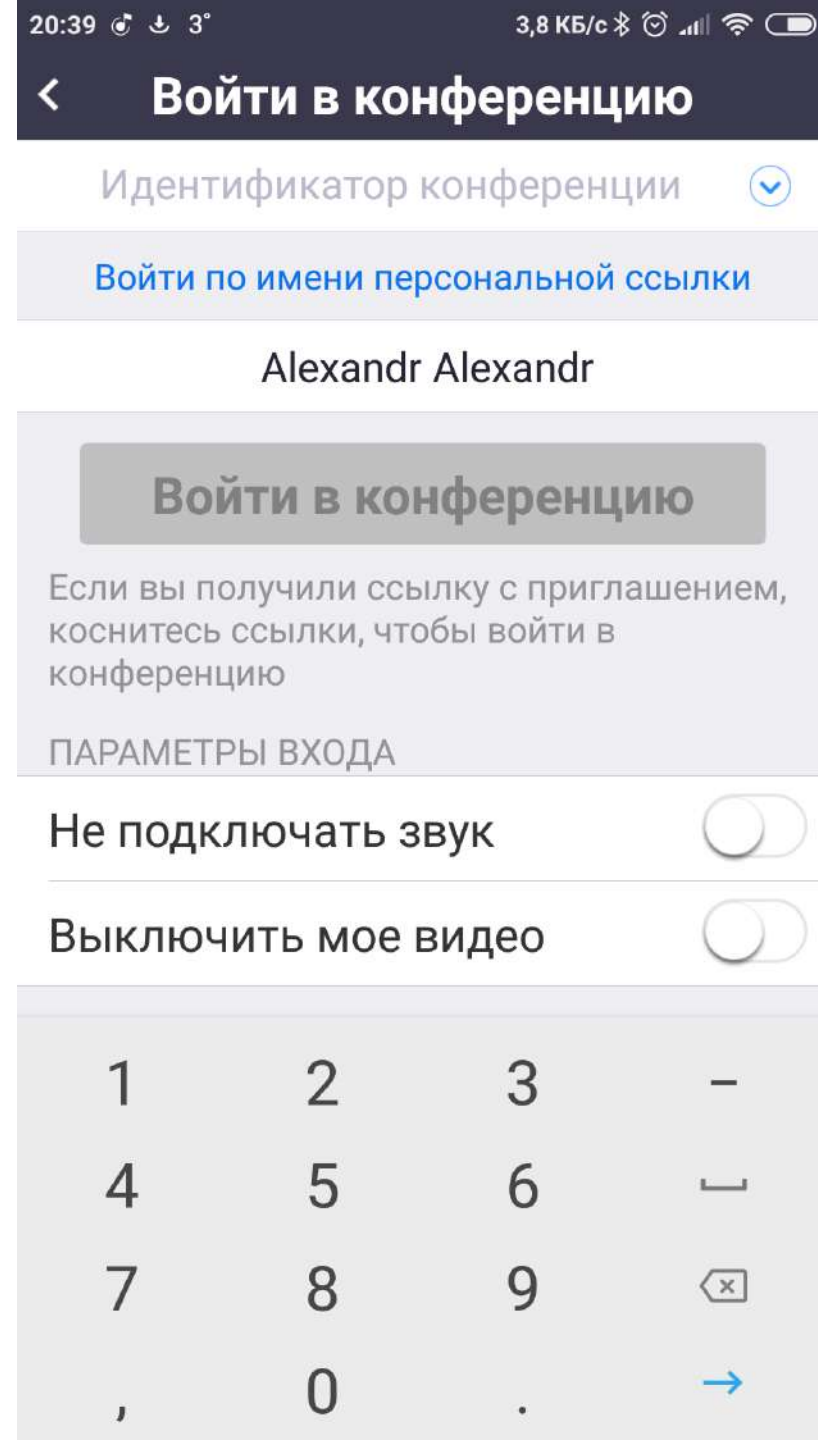 20:39 3°
3,8 КБ/с
Войти в конференцию
Идентификатор конференции
Войти по имени персональной ссылки
Alexandr Alexandr
Войти в конференцию
Если вы получили ссылку с приглашением,
коснитесь ссылки, чтобы войти в
конференцию
ПАРАМЕТРЫ ВХОДА
Не подключать звук
Выключить мое видео
1 2 3 –
4 5 6
7 8 9
, 0 .